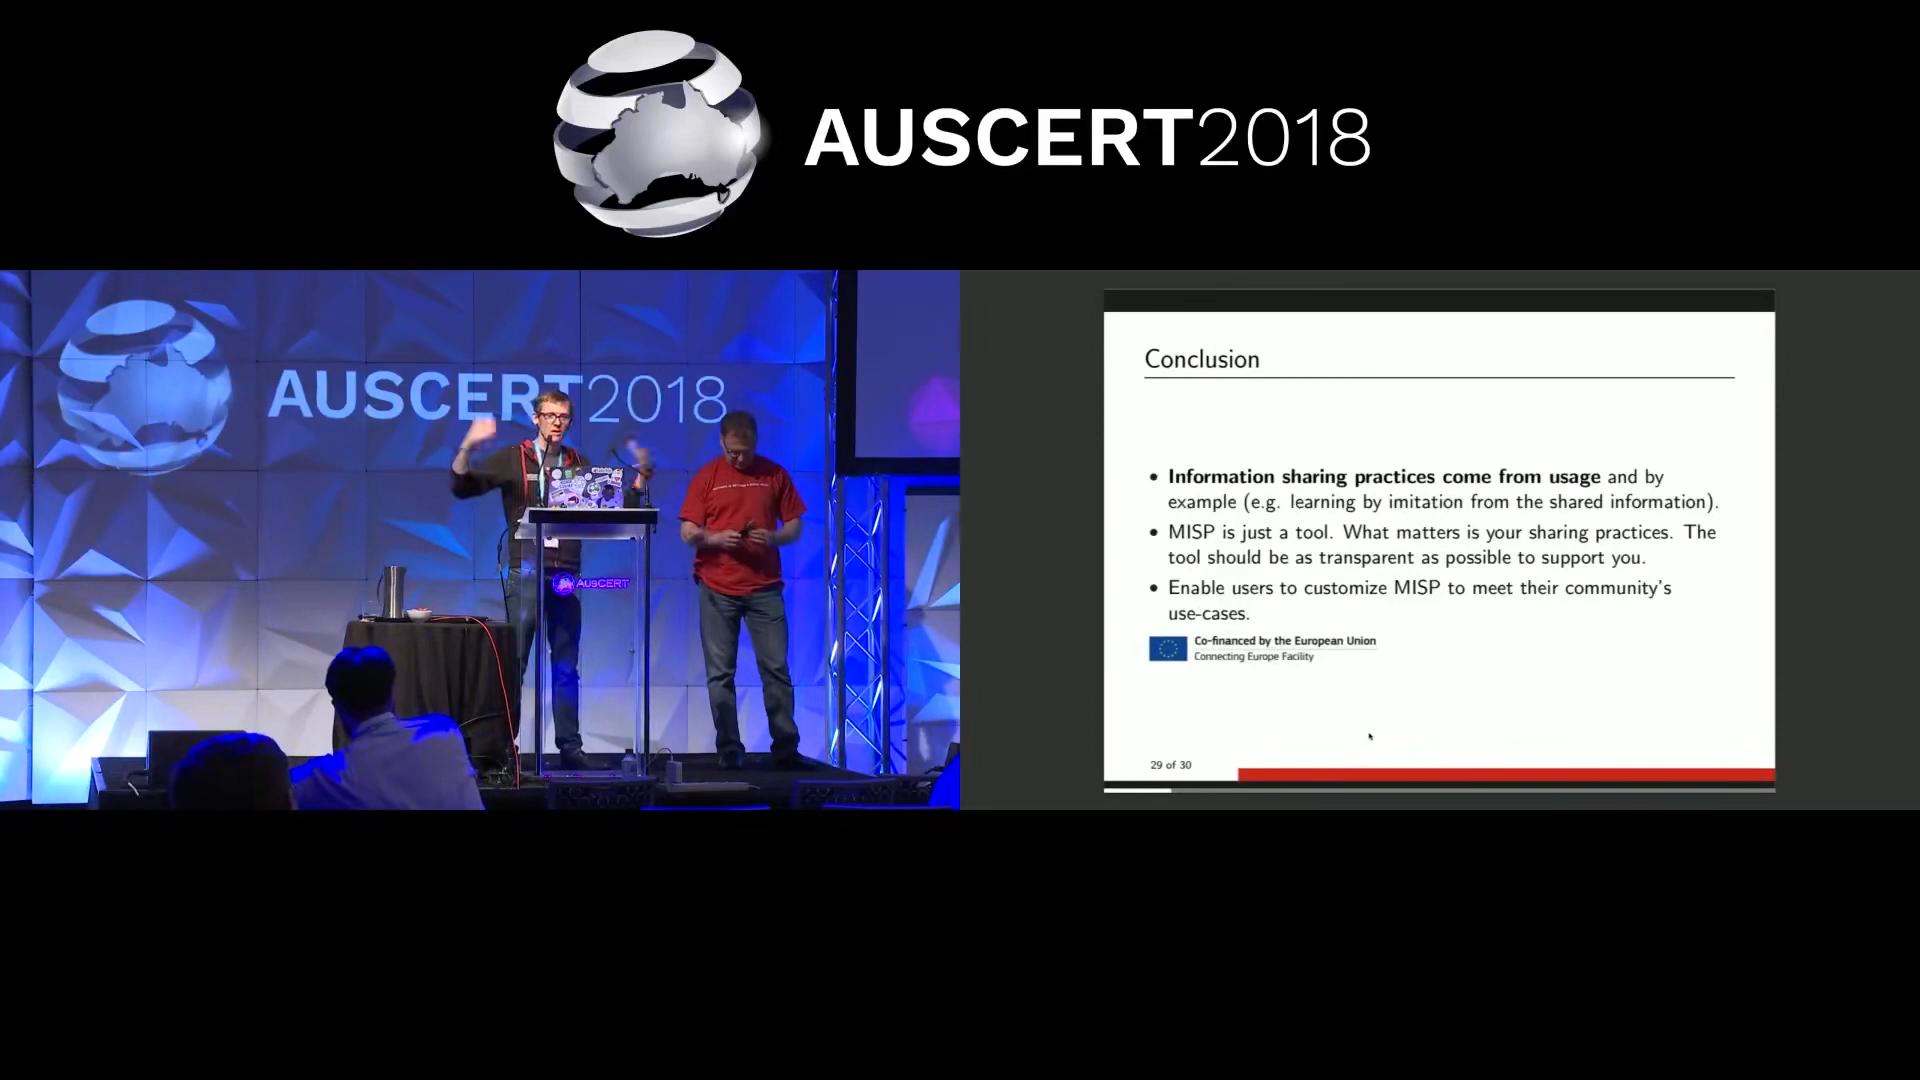 AUSCERT2018
AUSCERT2018
AUSCERT
Conclusion
• Information sharing practices come from usage and by
example (e.g. learning by imitation from the shared information).
• MISP is just a tool. What matters is your sharing practices. The
tool should be as transparent as possible to support you.
• Enable users to customize MISP to meet their community's
use-cases.
Co-financed by the European Union
Connecting Europe Facility
29 of 30